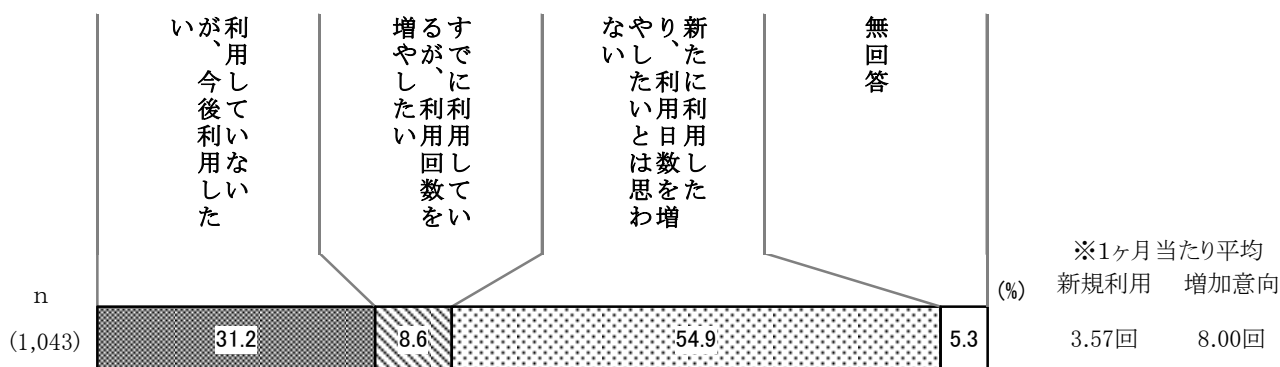 利用していない
が、今後利用した
い
すでに利用してい
るが、利用回数を
増やしたい
新たに利用した
り、利用日数を増
やしたいとは思わ
ない
無回答
※1ヶ月当たり平均
(%)
新規利用 増加意向
n
(1,043)
31.2
8.6
54.9
5.3
3.57回 8.00回